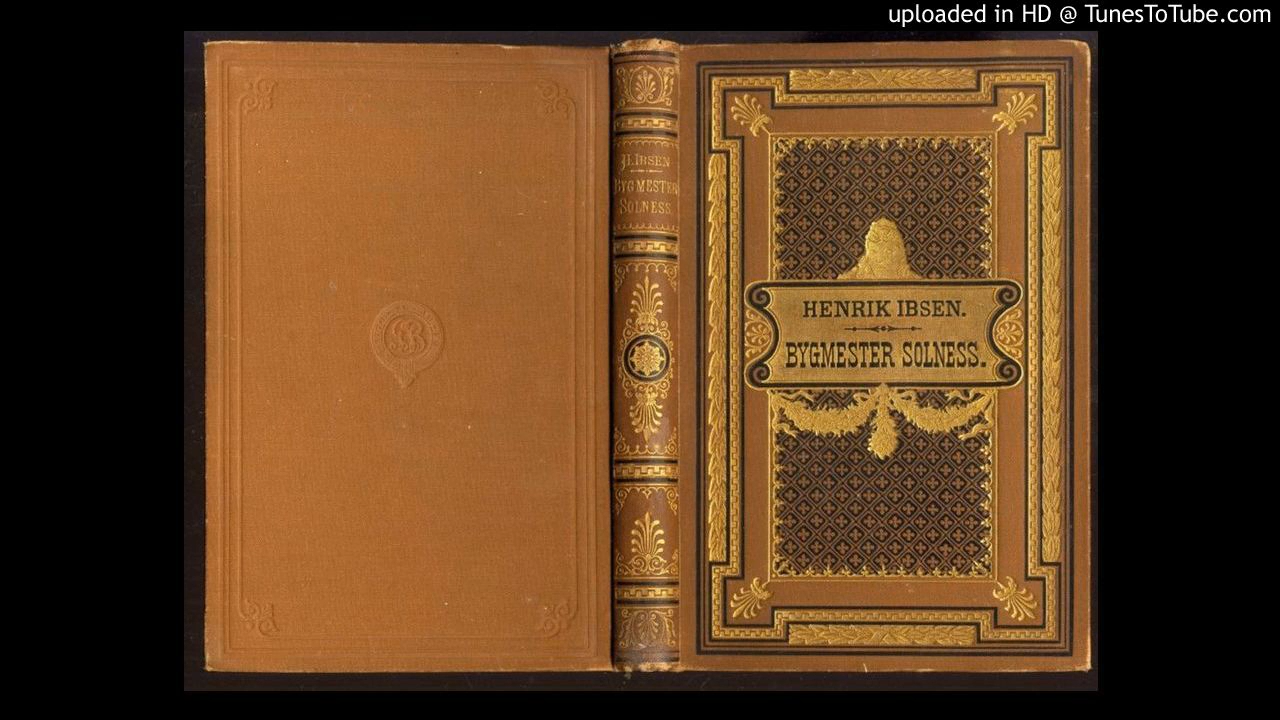 uploaded in HD @ TunesToTube.com
H. IBSEN
BYGMESTER
SOLNESS.
HENRIK IBSEN.
BYGMESTER SOLNESS.